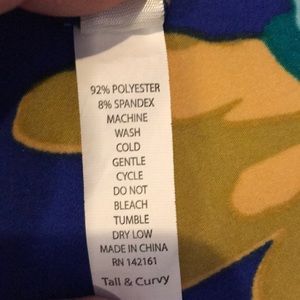 92% POLYESTER
8% SPANDEX
MACHINE
WASH
COLD
GENTLE
CYCLE
DO NOT
BLEACH
TUMBLE
DRY LOW
MADE IN CHINA
RN 142161
Tall & Curvy